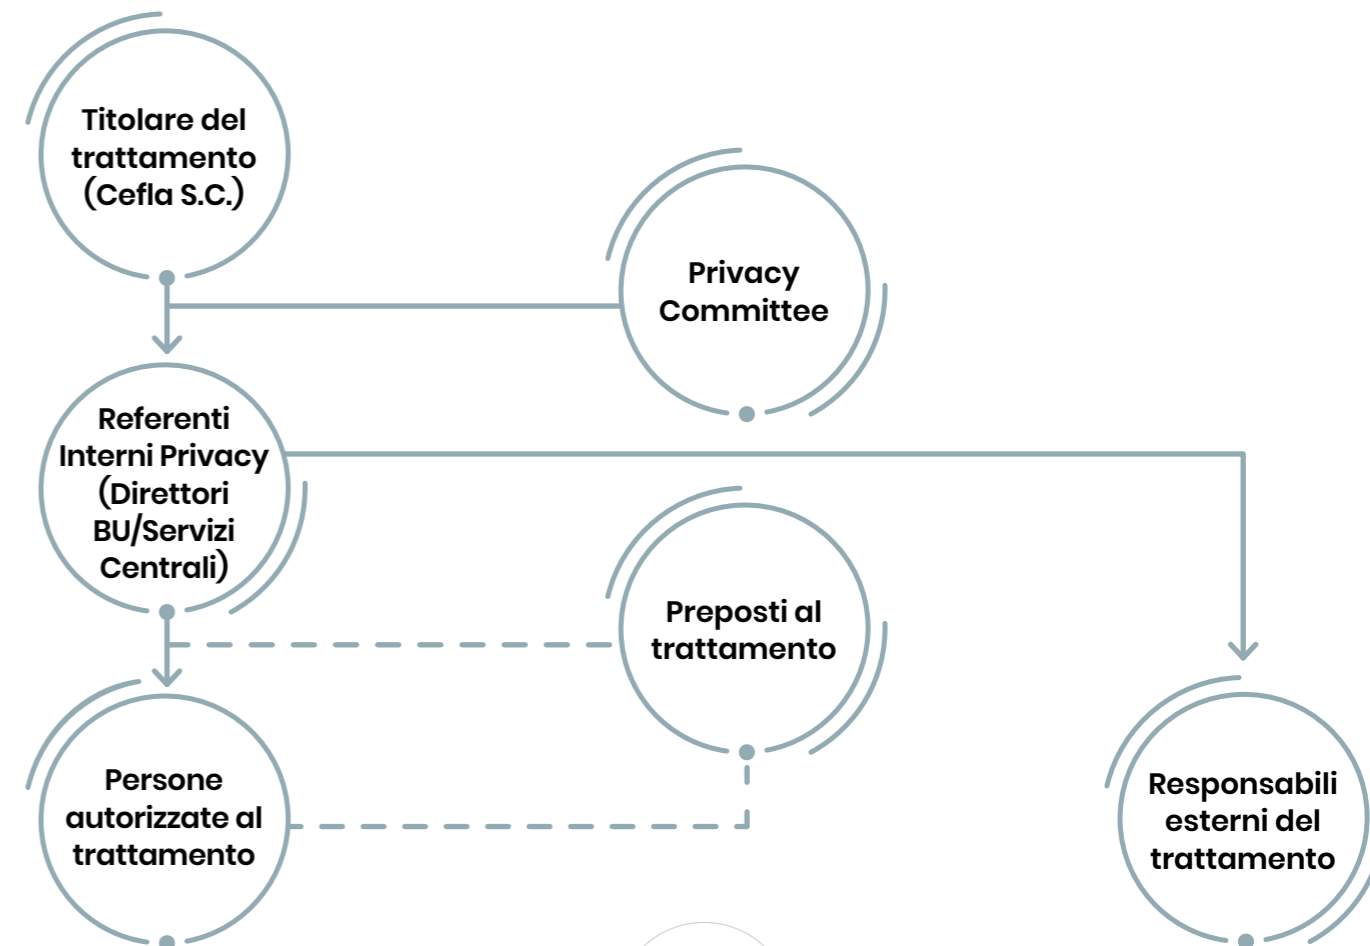 Titolare del
trattamento
(Cefla S.C.)
Privacy
Committee
Referenti
Interni Privacy
(Direttori
BU/Servizi
Centrali)
Preposti al
trattamento
Persone
autorizzate al
trattamento
Responsabili
esterni del
trattamento